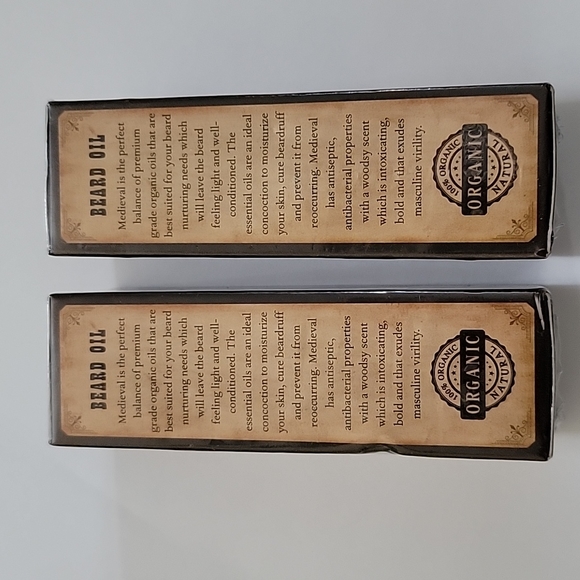 BEARD OIL
Medieval is the perfect
balance of premium
grade organic oils that are
best suited for your beard
nurturing needs which
will leave the beard
feeling light and well-
conditioned. The
essential oils are an ideal
concoction to moisturize
your skin, cure beardruff
and prevent it from
reoccurring. Medieval
has antiseptic,
antibacterial properties
with a woodsy scent
which is intoxicating,
bold and that exudes
masculine virility.
100% ORGANIC
ORGANIC
NATURAL
BEARD OIL
Medieval is the perfect
balance of premium
grade organic oils that are
best suited for your beard
nurturing needs which
will leave the beard
feeling light and well-
conditioned. The
essential oils are an ideal
concoction to moisturize
your skin, cure beardruff
and prevent it from
reoccurring. Medieval
has antiseptic,
antibacterial properties
with a woodsy scent
which is intoxicating,
bold and that exudes
masculine virility.
100% ORGANIC
ORGANIC
NATURAL